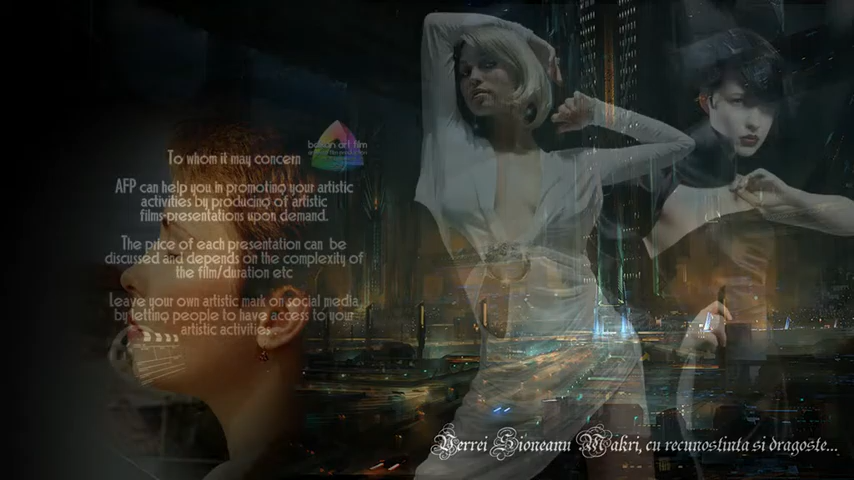 To whom it may concern
balkan art film
AFP can help you in promoting your artistic
activities by producing of artistic
films-presentations upon demand.
The price of each presentation can be
discussed and depends on the complexity of
the film/duration etc
Leave your own artistic mark on social media
by letting people to have access to your
artistic activities
Verrei Sioneanu Makri, cu recunostinta si dragoste...